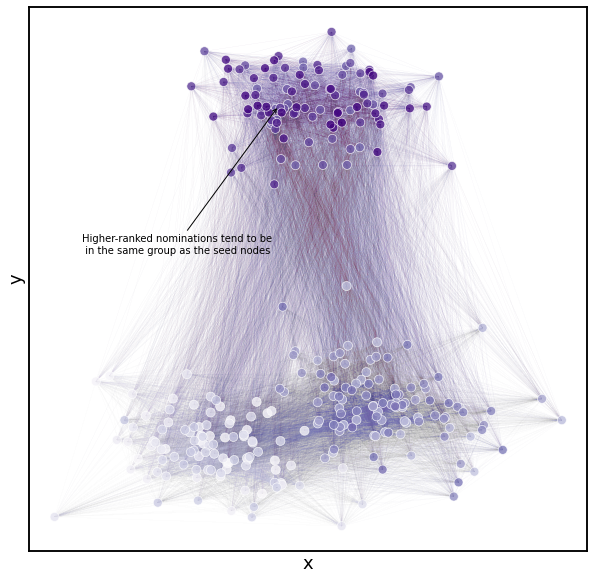 Higher-ranked nominations tend to be
in the same group as the seed nodes
y
x